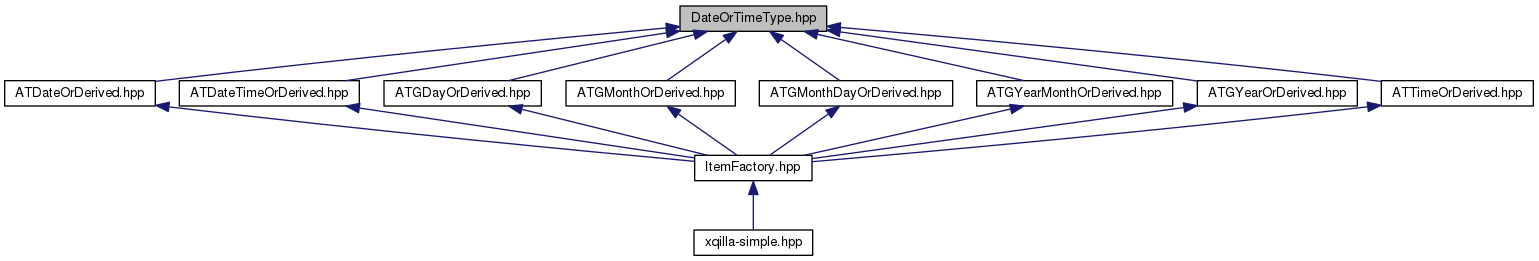 DateOrTimeType.hpp
ATDateOrDerived.hpp
ATDateTimeOrDerived.hpp
ATGDayOrDerived.hpp
ATGMonthOrDerived.hpp
ATGMonthDayOrDerived.hpp
ATGYearMonthOrDerived.hpp
ATGYearOrDerived.hpp
ATTimeOrDerived.hpp
ItemFactory.hpp
xqilla-simple.hpp